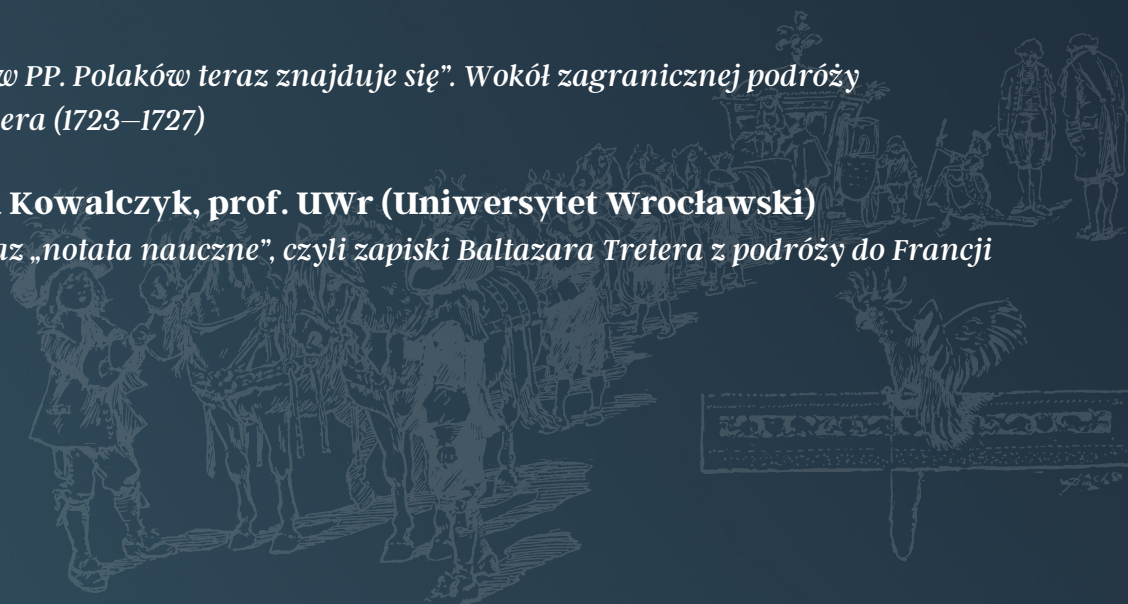 w PP. Polaków teraz znajduje się”. Wokół zagranicznej podróży
era (1723–1727)
Kowalczyk, prof. UWr (Uniwersytet Wrocławski)
az „notata nauczne”, czyli zapiski Baltazara Tretera z podróży do Francji